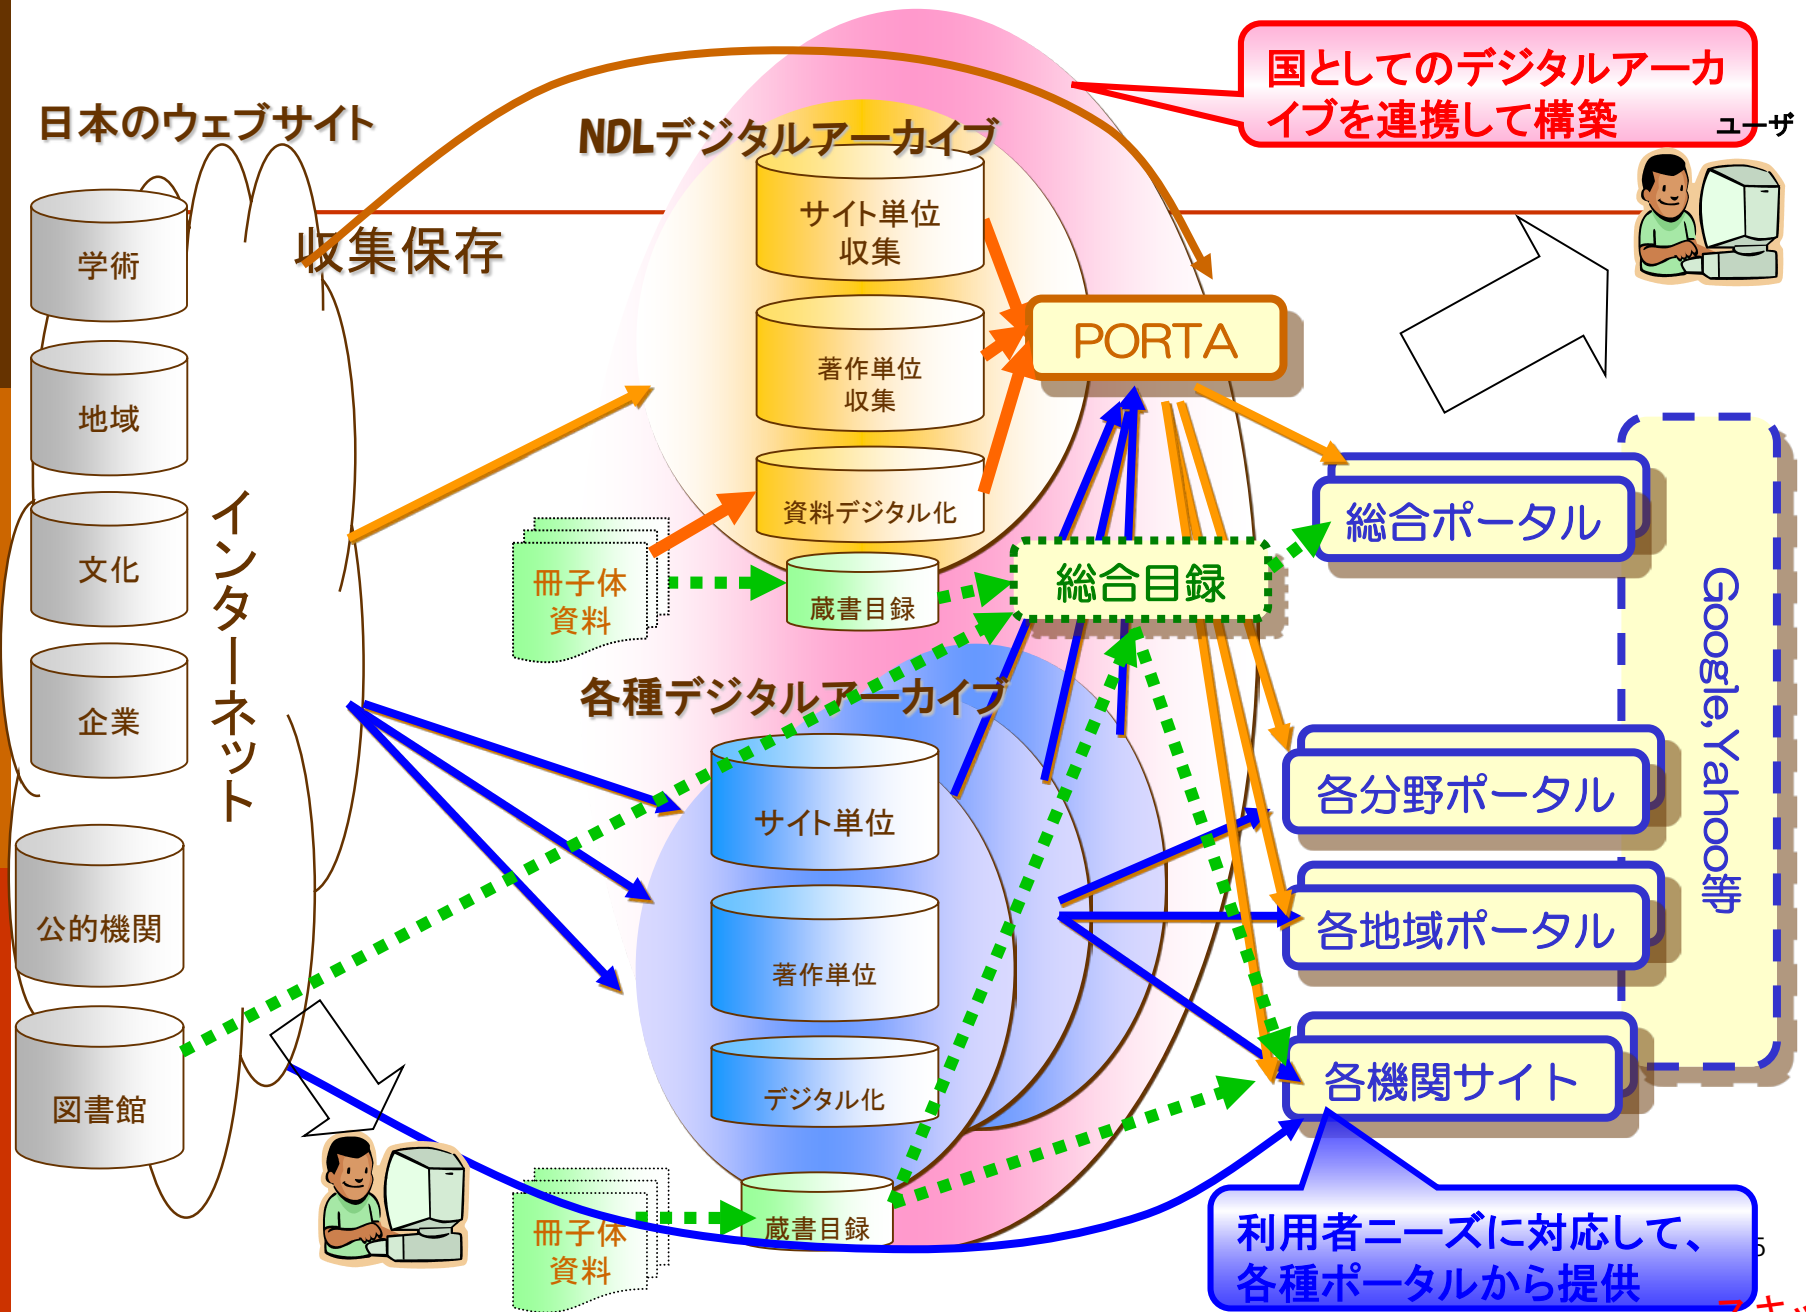 国としてのデジタルアーカ
イブを連携して構築
ユーザ
日本のウェブサイト
NDLデジタルアーカイブ
収集保存
学術
地域
文化
企業
公的機関
図書館
インターネット
サイト単位
収集
著作単位
収集
資料デジタル化
冊子体
資料
蔵書目録
PORTA
総合目録
総合ポータル
各分野ポータル
各地域ポータル
各機関サイト
Google,Yahoo等
各種デジタルアーカイブ
サイト単位
著作単位
デジタル化
冊子体
資料
蔵書目録
利用者ニーズに対応して、
各種ポータルから提供